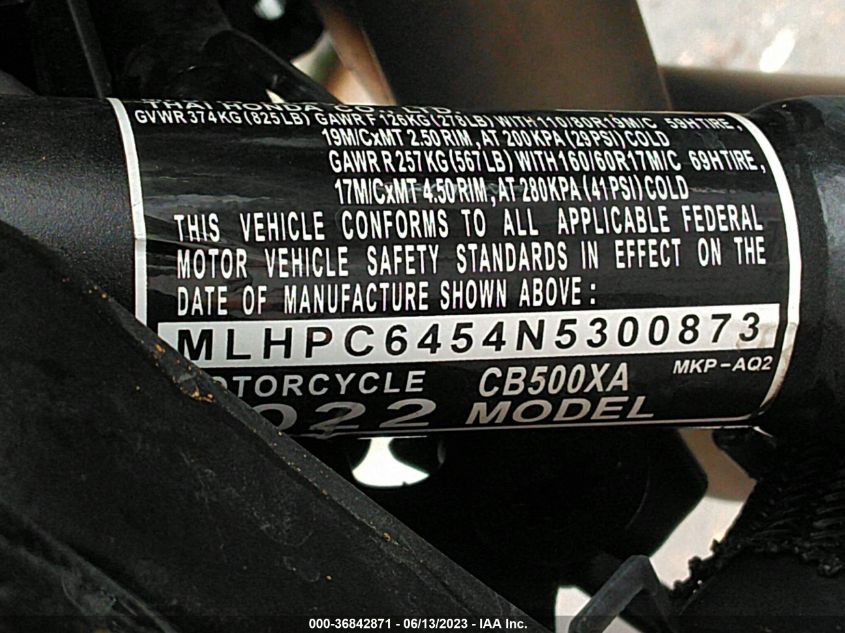 THAI HONDA CO., LTD.
GVWR 374KG (825LB) GAWR F 126KG (278LB) WITH 110/80R19M/C 59H TIRE,
19M/CxMT 2.50 RIM, AT 200KPA (29PSI) COLD
GAWR R 257KG (567LB) WITH 160/60R17M/C 69H TIRE,
17M/CxMT 4.50 RIM, AT 280KPA (41PSI) COLD
THIS VEHICLE CONFORMS TO ALL APPLICABLE FEDERAL
MOTOR VEHICLE SAFETY STANDARDS IN EFFECT ON THE
DATE OF MANUFACTURE SHOWN ABOVE:
MLHPC6454N5300873
MOTORCYCLE CB500XA MKP-AQ2
2022 MODEL
000-36842871 - 06/13/2023 - IAA Inc.